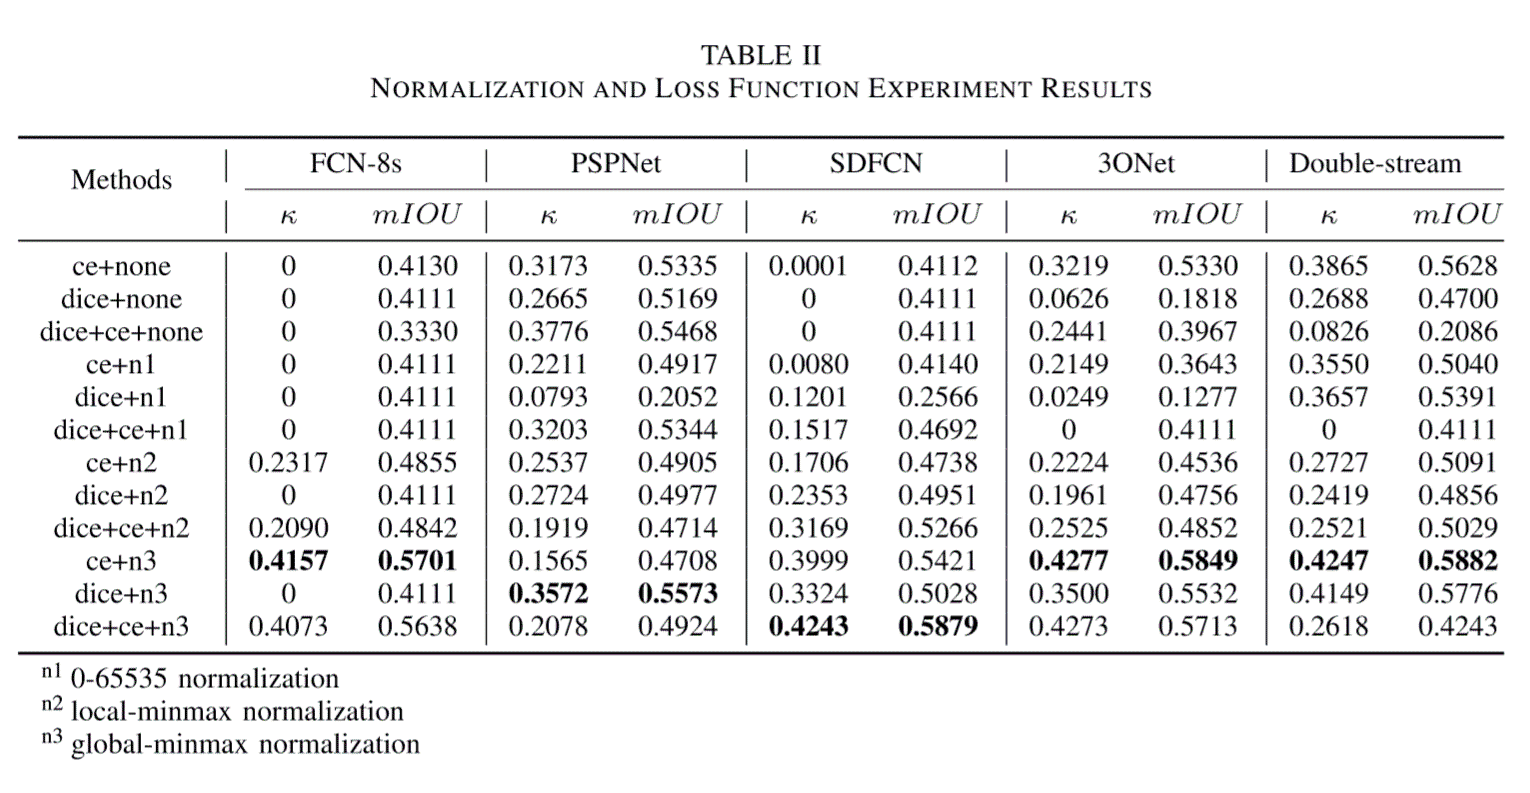 TABLE II
NORMALIZATION AND LOSS FUNCTION EXPERIMENT RESULTS
Methods FCN-8s PSPNet SDFCN 3ONet Double-stream
κ mIOU κ mIOU κ mIOU κ mIOU κ mIOU
ce+none 0 0.4130 0.3173 0.5335 0.0001 0.4112 0.3219 0.5330 0.3865 0.5628
dice+none 0 0.4111 0.2665 0.5169 0 0.4111 0.0626 0.1818 0.2688 0.4700
dice+ce+none 0 0.3330 0.3776 0.5468 0 0.4111 0.2441 0.3967 0.0826 0.2086
ce+n1 0 0.4111 0.2211 0.4917 0.0080 0.4140 0.2149 0.3643 0.3550 0.5040
dice+n1 0 0.4111 0.0793 0.2052 0.1201 0.2566 0.0249 0.1277 0.3657 0.5391
dice+ce+n1 0 0.4111 0.3203 0.5344 0.1517 0.4692 0 0.4111 0 0.4111
ce+n2 0.2317 0.4855 0.2537 0.4905 0.1706 0.4738 0.2224 0.4536 0.2727 0.5091
dice+n2 0 0.4111 0.2724 0.4977 0.2353 0.4951 0.1961 0.4756 0.2419 0.4856
dice+ce+n2 0.2090 0.4842 0.1919 0.4714 0.3169 0.5266 0.2525 0.4852 0.2521 0.5029
ce+n3 0.4157 0.5701 0.1565 0.4708 0.3999 0.5421 0.4277 0.5849 0.4247 0.5882
dice+n3 0 0.4111 0.3572 0.5573 0.3324 0.5028 0.3500 0.5532 0.4149 0.5776
dice+ce+n3 0.4073 0.5638 0.2078 0.4924 0.4243 0.5879 0.4273 0.5713 0.2618 0.4243
n1 0-65535 normalization
n2 local-minmax normalization
n3 global-minmax normalization